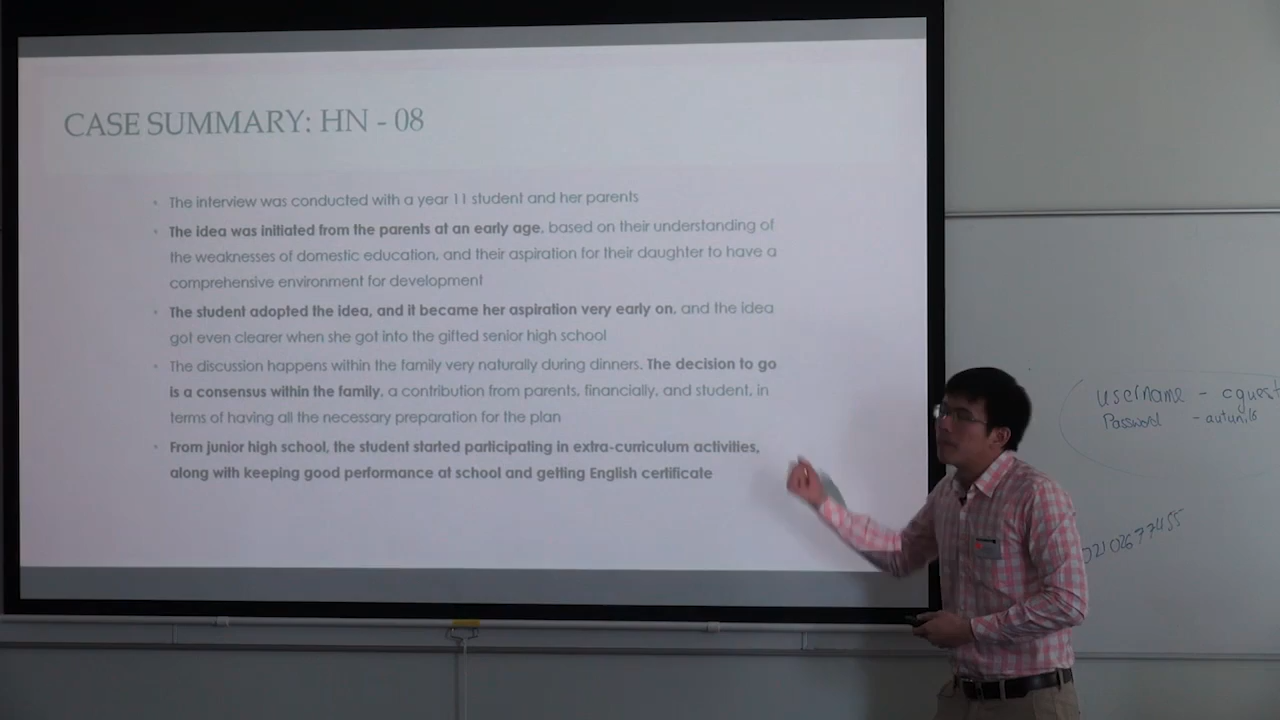 CASE SUMMARY: HN - 08
• The interview was conducted with a year 11 student and her parents
• The idea was initiated from the parents at an early age, based on their understanding of
the weaknesses of domestic education, and their aspiration for their daughter to have a
comprehensive environment for development
• The student adopted the idea, and it became her aspiration very early on, and the idea
got even clearer when she got into the gifted senior high school
• The discussion happens within the family very naturally during dinners. The decision to go
is a consensus within the family, a contribution from parents, financially, and student, in
terms of having all the necessary preparation for the plan
• From junior high school, the student started participating in extra-curriculum activities,
along with keeping good performance at school and getting English certificate
username - cguest
Password -